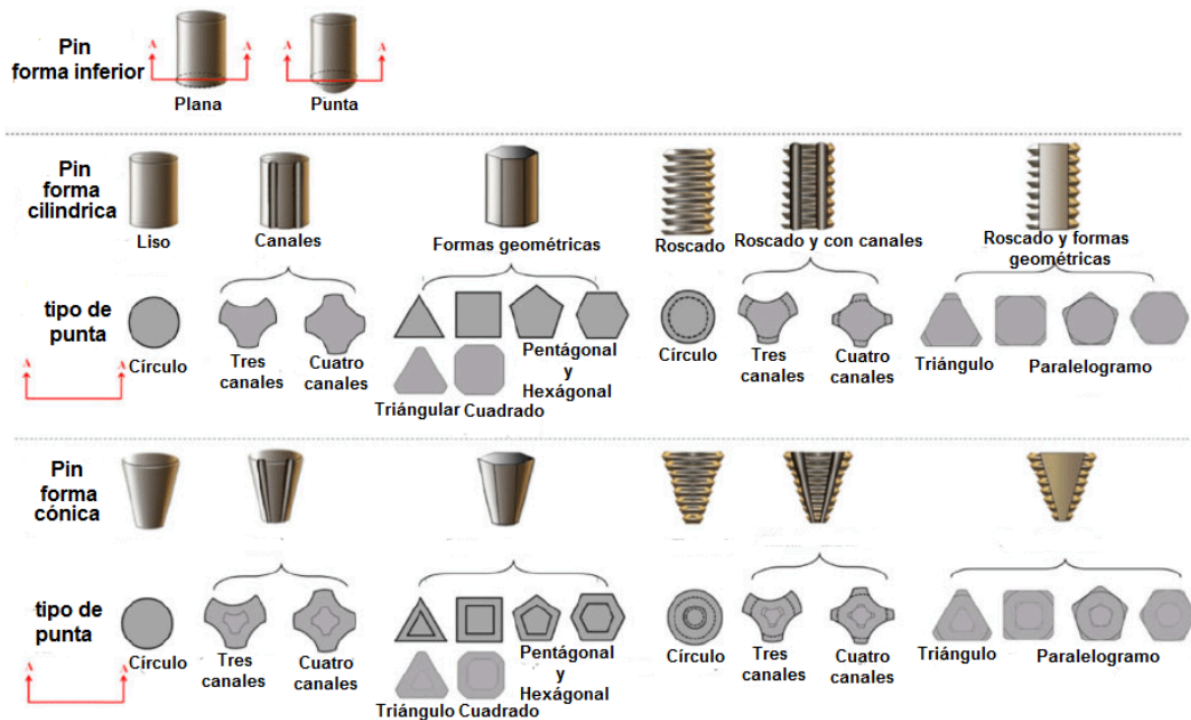 Pin
forma inferior
A A
A A
Plana
Punta
Pin
forma
cilindrica
Liso
Canales
Formas geométricas
Roscado
Roscado y con canales
Roscado y formas
geométricas
tipo de
punta
A A
Círculo
Tres
canales
Cuatro
canales
Pentágonal
y
Hexágonal
Triángular
Cuadrado
Círculo
Tres
canales
Cuatro
canales
Triángulo
Paralelogramo
Pin
forma
cónica
tipo de
punta
A A
Círculo
Tres
canales
Cuatro
canales
Pentágonal
y
Hexágonal
Triángulo
Cuadrado
Círculo
Tres
canales
Cuatro
canales
Triángulo
Paralelogramo